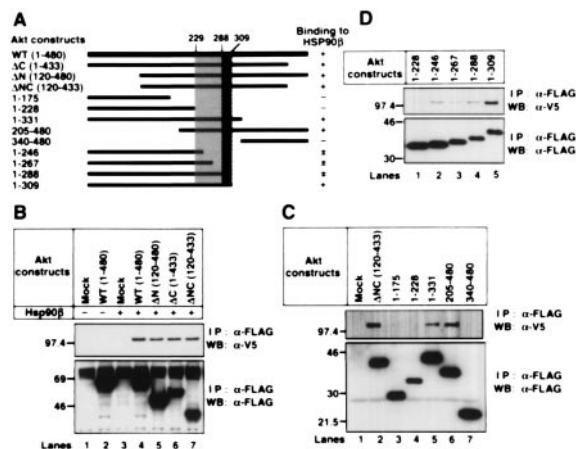 A
229 288 309
Binding to
HSP90β
Akt constructs
WT (1-480) +
ΔC (1-433) +
ΔN (120-480) +
ΔNC (120-433) +
1-175 −
1-228 −
1-331 +
205-480 +
340-480 −
1-246 ±
1-267 ±
1-288 ±
1-309 +
D
Akt
constructs
1-228
1-246
1-267
1-288
1-309
97.4
IP : α-FLAG
WB: α-V5
46
30
IP : α-FLAG
WB: α-FLAG
Lanes 1 2 3 4 5
B
Akt
constructs
Mock
WT (1-480)
Mock
WT (1-480)
ΔN (120-480)
ΔC (1-433)
ΔNC (120-433)
Hsp90β − − + + + + +
97.4
IP : α-FLAG
WB: α-V5
69
46
IP : α-FLAG
WB: α-FLAG
Lanes 1 2 3 4 5 6 7
C
Akt
constructs
Mock
ΔNC (120-433)
1-175
1-228
1-331
205-480
340-480
97.4
IP : α-FLAG
WB: α-V5
46
30
21.5
IP : α-FLAG
WB: α-FLAG
Lanes 1 2 3 4 5 6 7